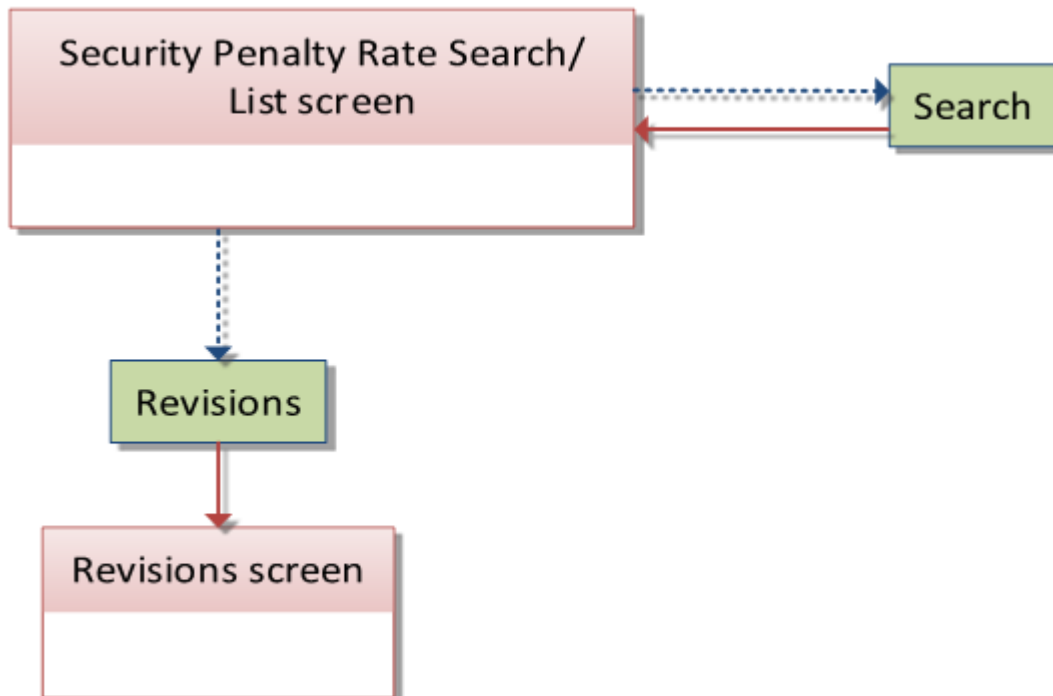 Security Penalty Rate Search/
List screen
Search
Revisions
Revisions screen